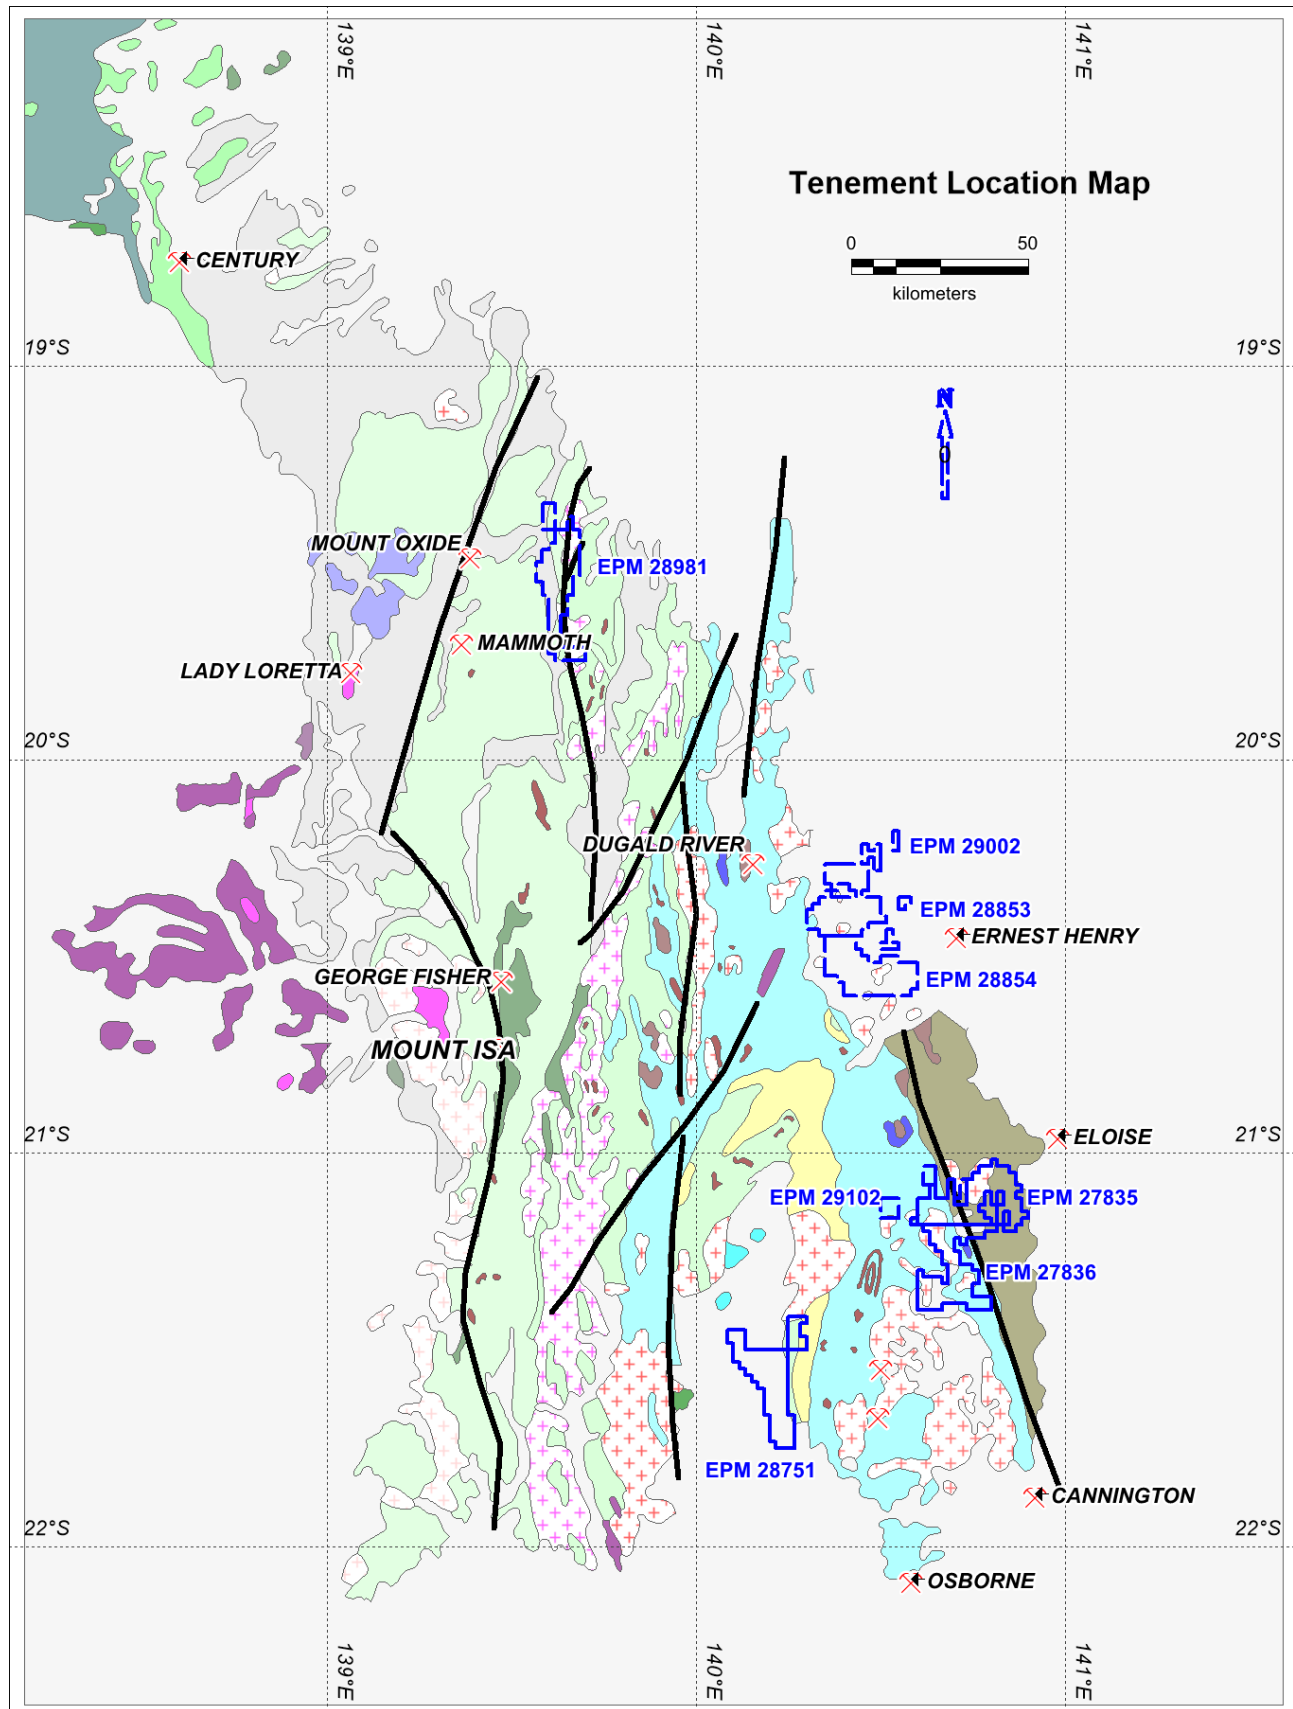 139°E
140°E
141°E
Tenement Location Map
0 50
kilometers
CENTURY
19°S
19°S
N
MOUNT OXIDE
EPM 28981
MAMMOTH
LADY LORETTA
20°S
20°S
DUGALD RIVER
EPM 29002
EPM 28853
ERNEST HENRY
GEORGE FISHER
EPM 28854
MOUNT ISA
21°S
21°S
ELOISE
EPM 29102
EPM 27835
EPM 27836
EPM 28751
CANNINGTON
22°S
22°S
OSBORNE
139°E
140°E
141°E